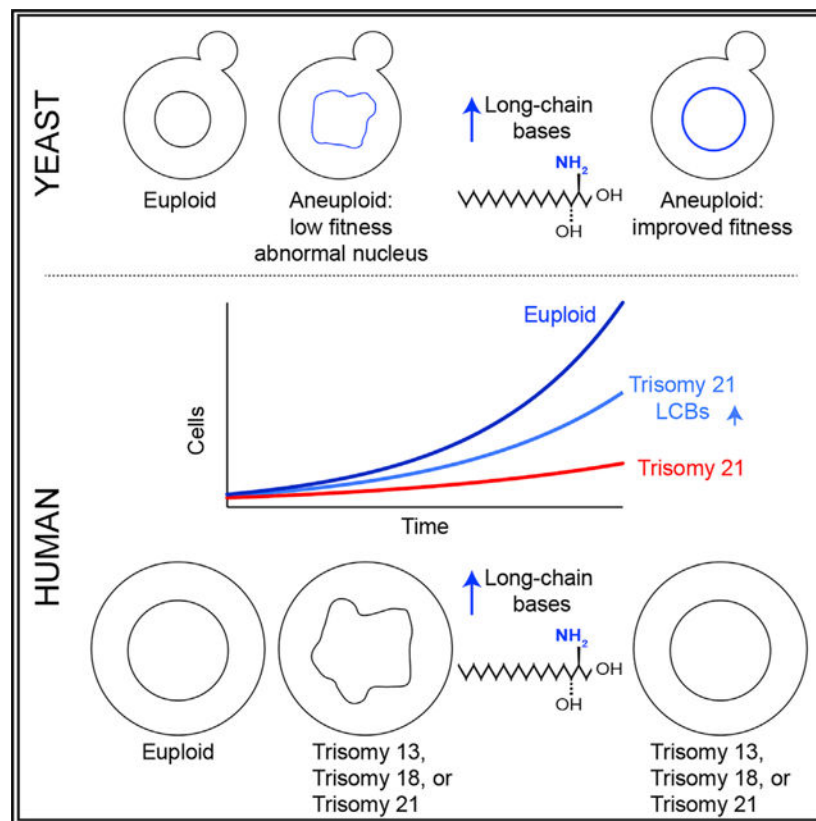 YEAST
Euploid
Aneuploid:
low fitness
abnormal nucleus
Long-chain
bases
NH2
OH
OH
Aneuploid:
improved fitness
HUMAN
Cells
Euploid
Trisomy 21
LCBs
Trisomy 21
Time
Euploid
Trisomy 13,
Trisomy 18, or
Trisomy 21
Long-chain
bases
NH2
OH
OH
Trisomy 13,
Trisomy 18, or
Trisomy 21